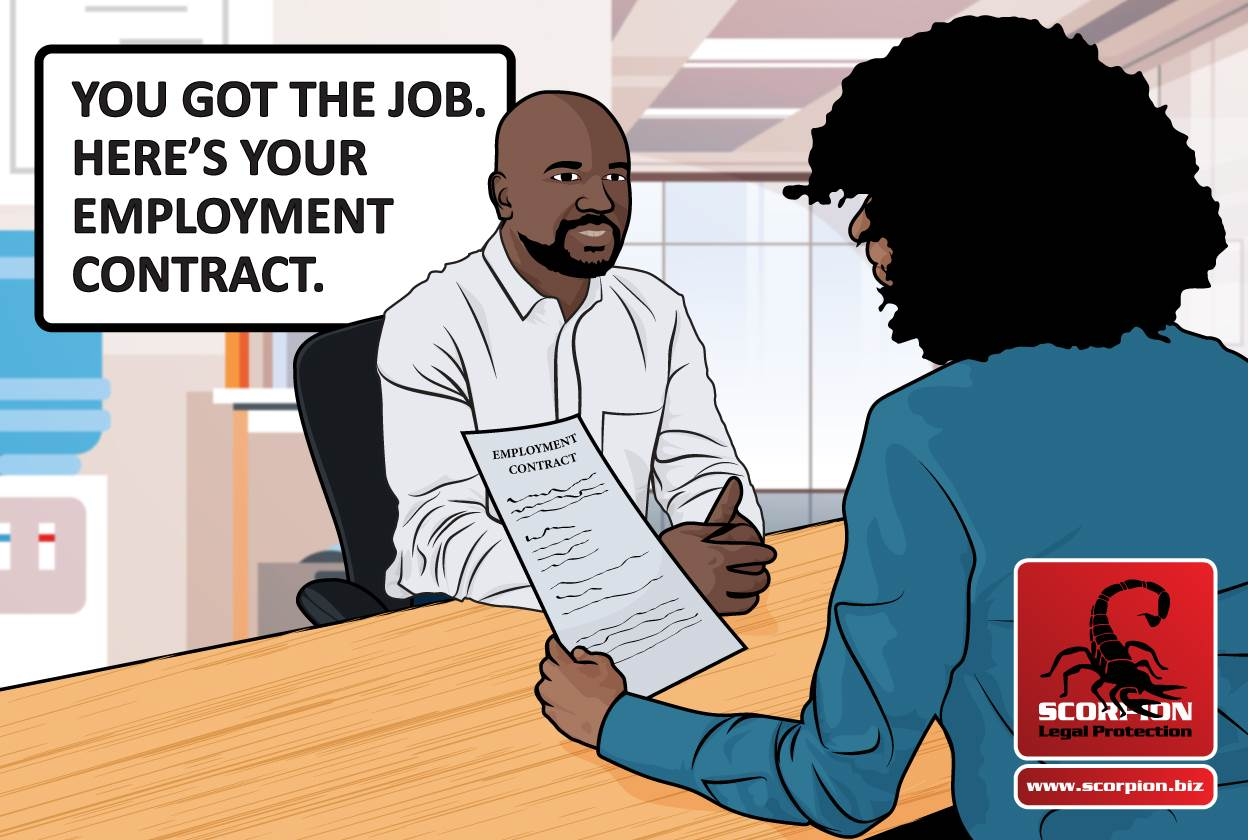 YOU GOT THE JOB.
HERE'S YOUR
EMPLOYMENT
CONTRACT.
EMPLOYMENT
CONTRACT
SCORPION
Legal Protection
www.scorpion.biz